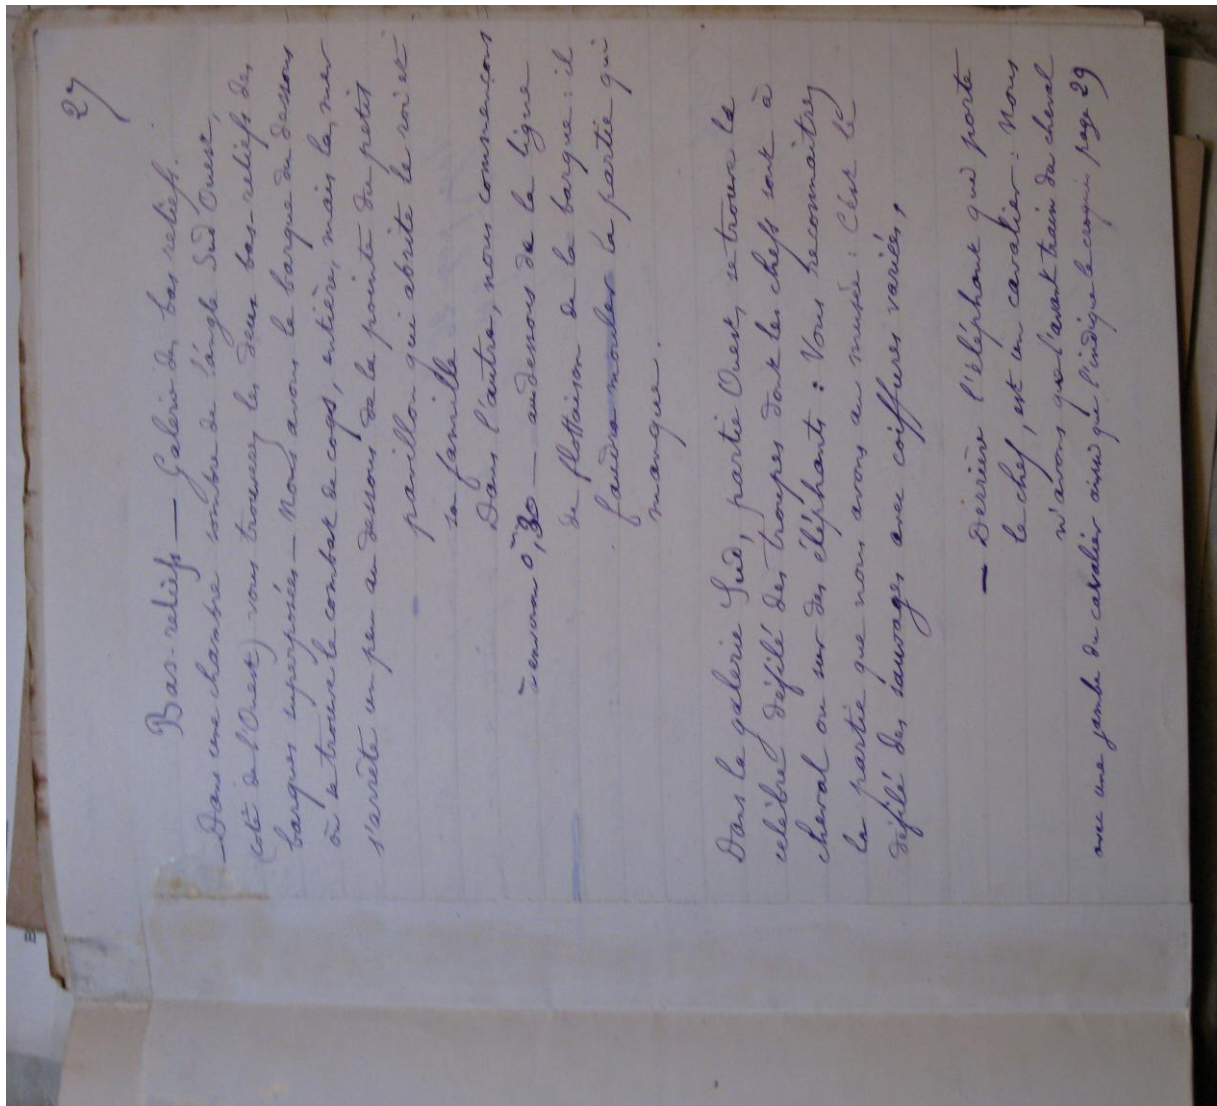 27
Bas-reliefs — Galerie des bas reliefs.
— Dans une chambre sombre de l'angle Sud Ouest,
(coté de l'Ouest) vous trouverez les deux bas-reliefs des
barques superposées — Nous avons la barque du dessous
où se trouve le combat de coqs, entière, mais la mer
s'arrête un peu au dessous de la pointe du petit
pavillon qui abrite le roi et
sa famille
Dans l'autre, nous commençons
à environ 0,30 — au dessous de la ligne
de flottaison de la barque : il
faudra mouler la partie qui
manque.
Dans la galerie Sud, partie Ouest, se trouve le
célèbre défilé des troupes dont les chefs sont à
cheval ou sur des éléphants : Vous reconnaitrez
la partie que nous avons au musée : C'est le
défilé des sauvages avec coiffures variées,
— Derrière l'éléphant qui porte
le chef, est un cavalier : Nous
n'avons que l'avant train du cheval
avec une jambe du cavalier ainsi que l'indique le croquis page 29